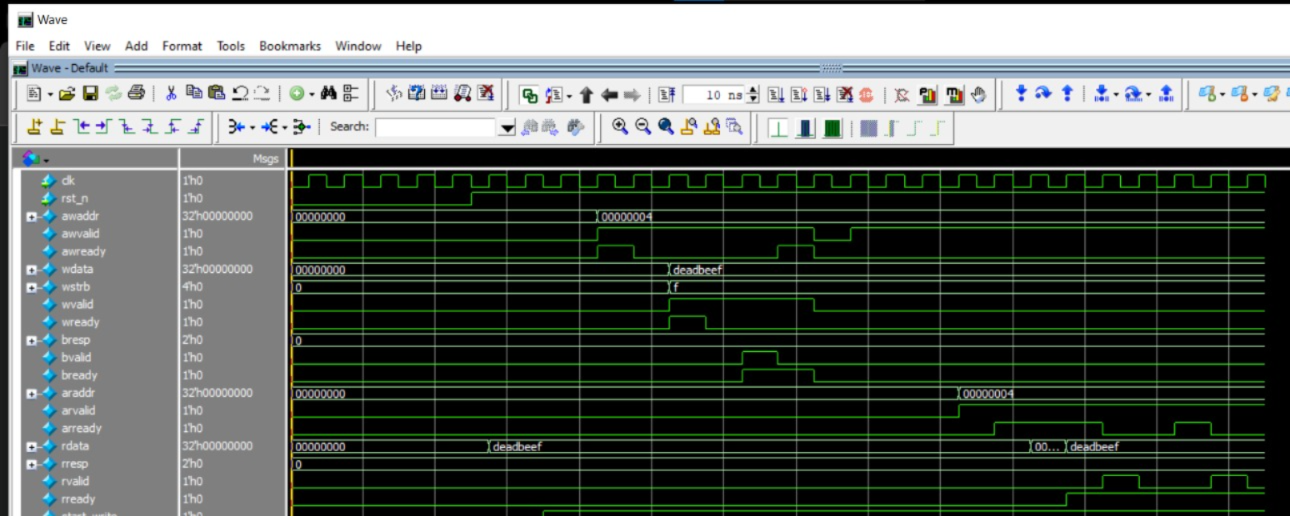 Wave
File Edit View Add Format Tools Bookmarks Window Help
Wave - Default
10 ns
Search:
Msgs
clk 1'h0
rst_n 1'h0
awaddr 32'h00000000 00000000 00000004
awvalid 1'h0
awready 1'h0
wdata 32'h00000000 00000000 deadbeef
wstrb 4'h0 0 f
wvalid 1'h0
wready 1'h0
bresp 2'h0 0
bvalid 1'h0
bready 1'h0
araddr 32'h00000000 00000000 00000004
arvalid 1'h0
arready 1'h0
rdata 32'h00000000 00000000 deadbeef 00... deadbeef
rresp 2'h0 0
rvalid 1'h0
rready 1'h0